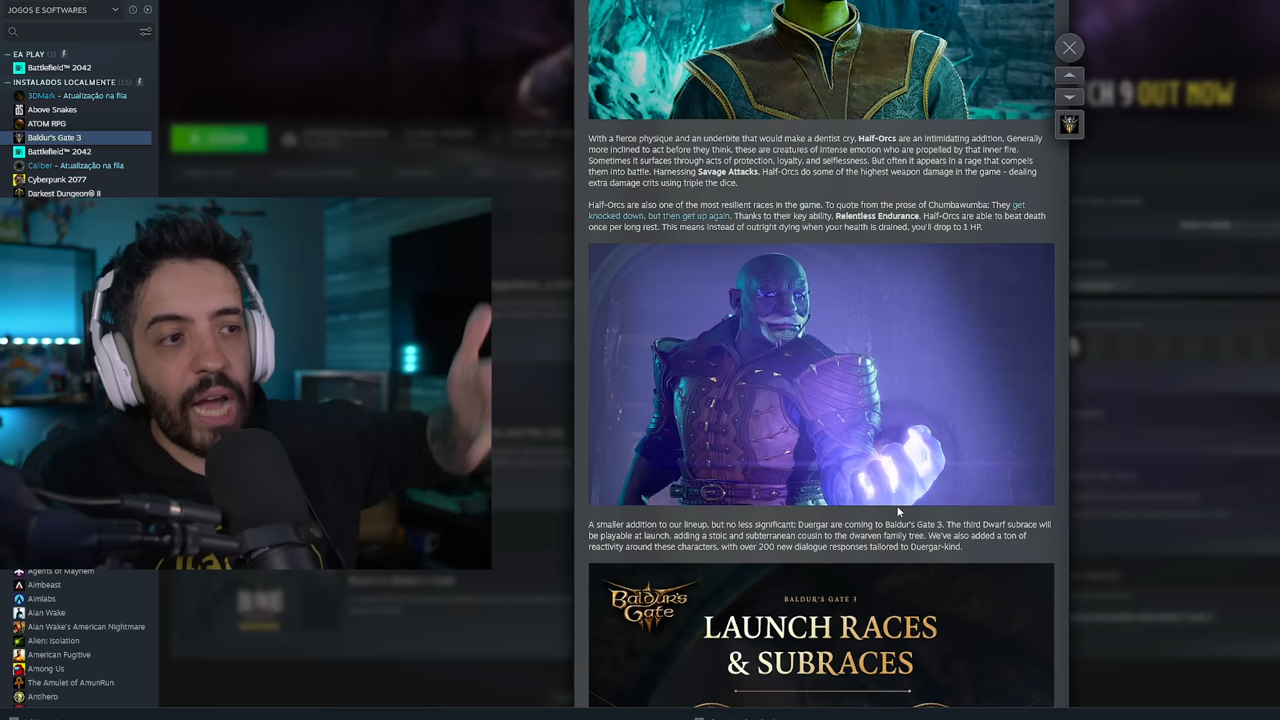 JOGOS E SOFTWARES
EA PLAY (1)
Battlefield™ 2042
INSTALADOS LOCALMENTE (15)
3DMark - Atualização na fila
Above Snakes
ATOM RPG
Baldur's Gate 3
Battlefield™ 2042
Caliber - Atualização na fila
Cyberpunk 2077
Darkest Dungeon® II
Agents of Mayhem
Aimbeast
Aimlabs
Alan Wake
Alan Wake's American Nightmare
Alien: Isolation
American Fugitive
Among Us
The Amulet of AmunRun
Antihero
With a fierce physique and an underbite that would make a dentist cry, Half-Orcs are an intimidating addition. Generally
more inclined to act before they think, these are creatures of intense emotion who are propelled by that inner fire.
Sometimes it surfaces through acts of protection, loyalty, and selflessness. But often it appears in a rage that compels
them into battle. Harnessing Savage Attacks, Half-Orcs do some of the highest weapon damage in the game - dealing
extra damage crits using triple the dice.
Half-Orcs are also one of the most resilient races in the game. To quote from the prose of Chumbawumba: They get
knocked down, but then get up again. Thanks to their key ability, Relentless Endurance, Half-Orcs are able to beat death
once per long rest. This means instead of outright dying when your health is drained, you'll drop to 1 HP.
A smaller addition to our lineup, but no less significant: Duergar are coming to Baldur's Gate 3. The third Dwarf subrace will
be playable at launch, adding a stoic and subterranean cousin to the dwarven family tree. We've also added a ton of
reactivity around these characters, with over 200 new dialogue responses tailored to Duergar-kind.
BALDUR'S GATE
BALDUR'S GATE 3
LAUNCH RACES
& SUBRACES
CH 9 OUT NOW